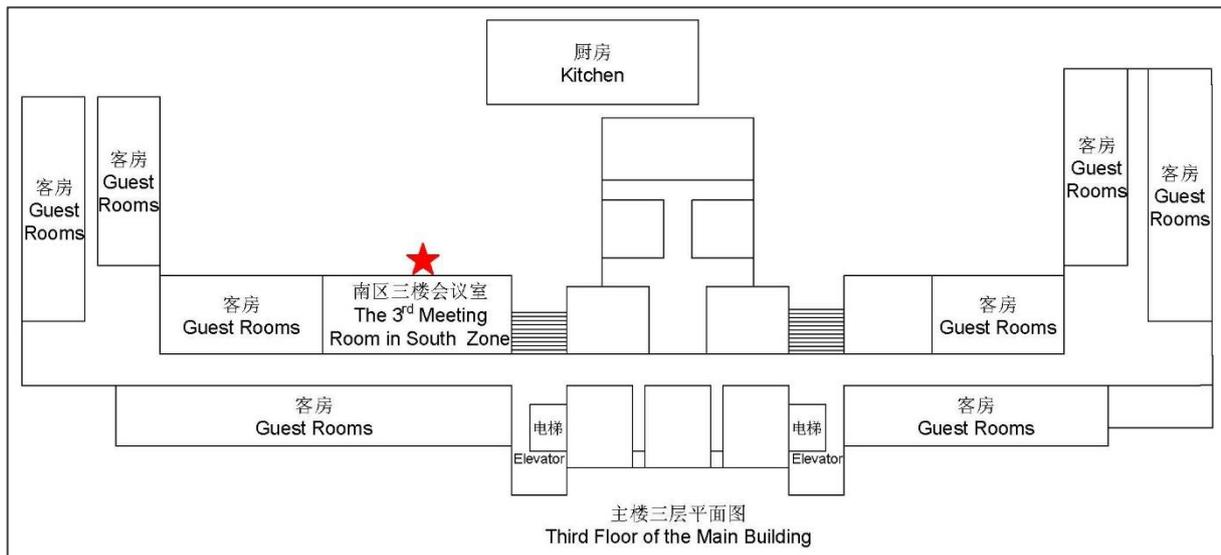 厨房
Kitchen
客房
Guest
Rooms
客房
Guest
Rooms
客房
Guest
Rooms
客房
Guest
Rooms
客房
Guest Rooms
南区三楼会议室
The 3rd Meeting
Room in South Zone
客房
Guest Rooms
客房
Guest Rooms
电梯
Elevator
电梯
Elevator
客房
Guest Rooms
主楼三层平面图
Third Floor of the Main Building